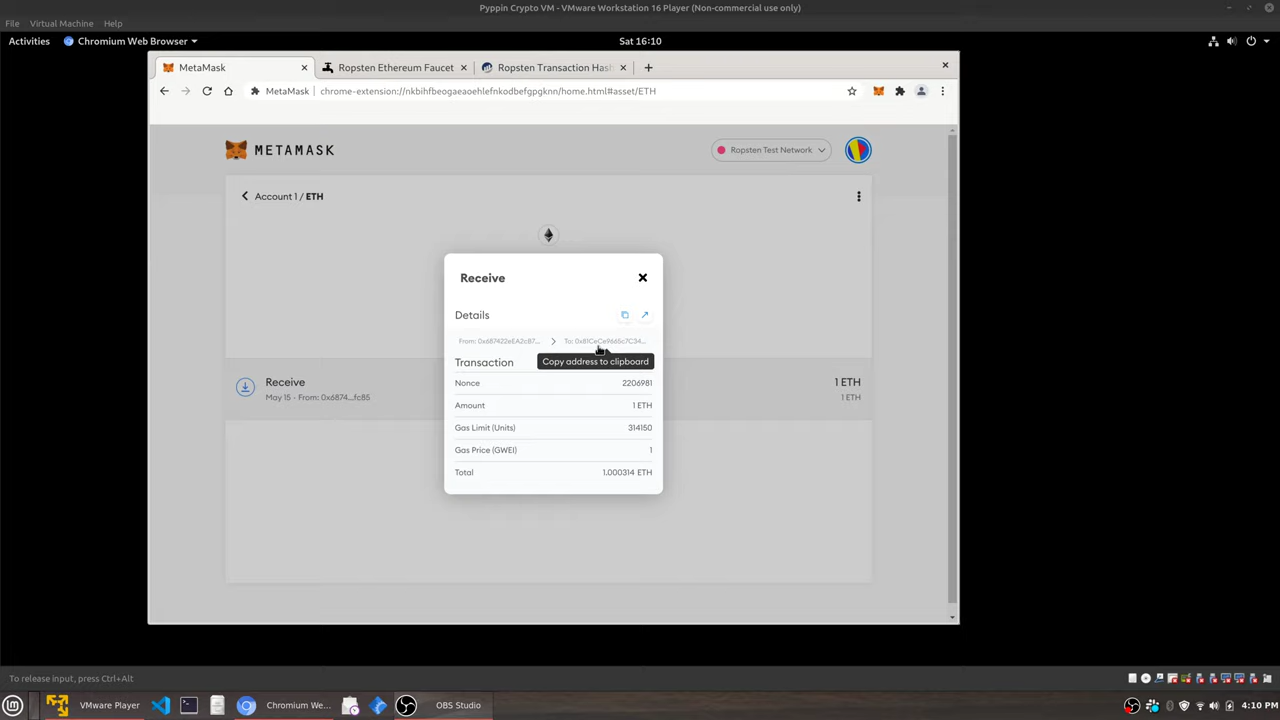 Pyppin Crypto VM - VMware Workstation 16 Player (Non-commercial use only)
File Virtual Machine Help
Activities Chromium Web Browser Sat 16:10
MetaMask Ropsten Ethereum Faucet Ropsten Transaction Hash
MetaMask chrome-extension://nkbihfbeogaeaoehlefnkodbefgpgknn/home.html#asset/ETH
METAMASK Ropsten Test Network
Account 1 / ETH
Receive
Details
From: 0x687422eEA2cB7... To: 0x81CeCe9665c7C34...
Copy address to clipboard
Transaction
Nonce 2206981
Amount 1 ETH
Gas Limit (Units) 314150
Gas Price (GWEI) 1
Total 1.000314 ETH
Receive 1 ETH
May 15 - From: 0x6874...fc85 1 ETH
To release input, press Ctrl+Alt
VMware Player Chromium We... OBS Studio 4:10 PM